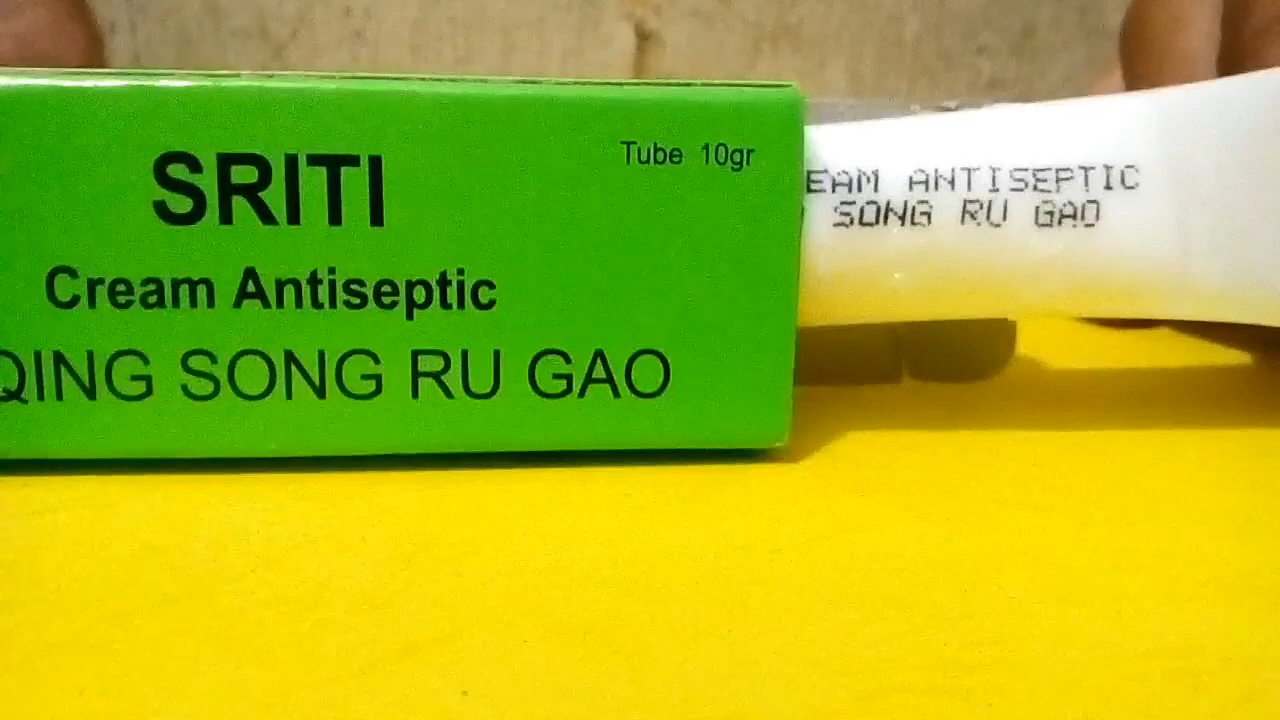 SRITI
Tube 10gr
Cream Antiseptic
QING SONG RU GAO
EAM ANTISEPTIC
SONG RU GAO